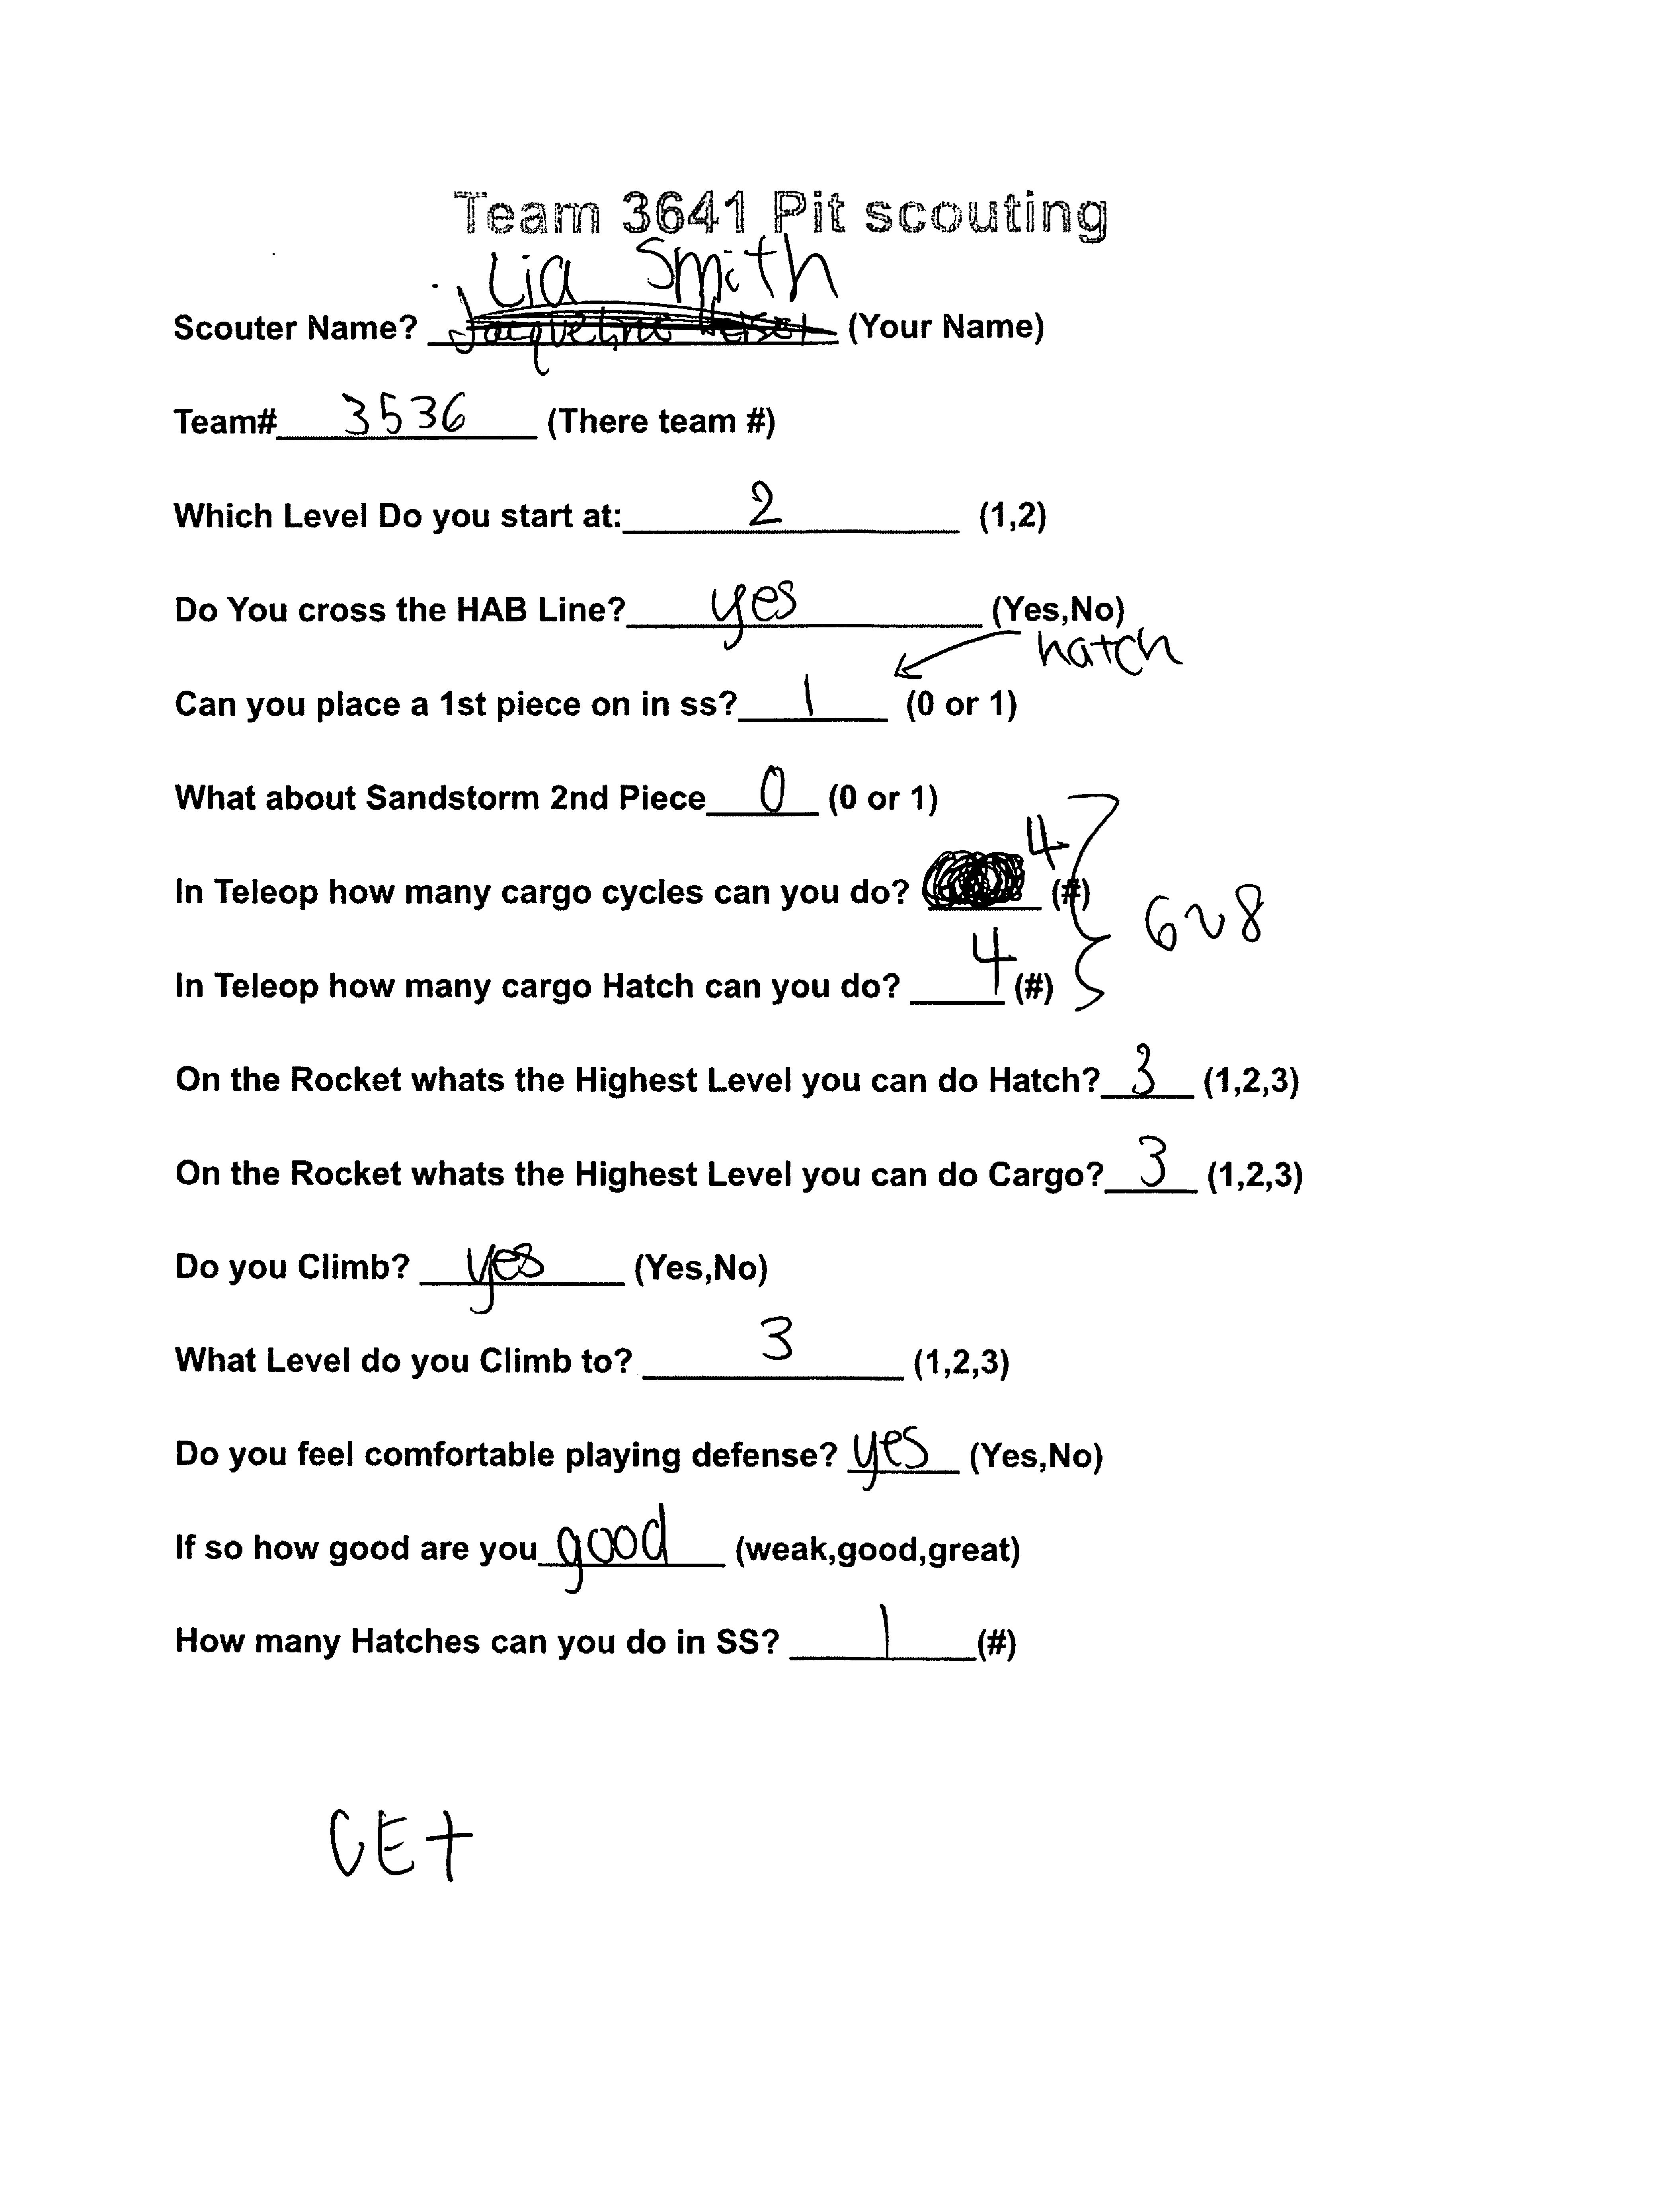 Team 3641 Pit scouting
Lia Smith
Scouter Name? (Your Name)
Team# 3536 (There team #)
Which Level Do you start at: 2 (1,2)
Do You cross the HAB Line? yes (Yes,No)
hatch
Can you place a 1st piece on in ss? 1 (0 or 1)
What about Sandstorm 2nd Piece 0 (0 or 1)
In Teleop how many cargo cycles can you do? 4 (#)
6~8
In Teleop how many cargo Hatch can you do? 4 (#)
On the Rocket whats the Highest Level you can do Hatch? 3 (1,2,3)
On the Rocket whats the Highest Level you can do Cargo? 3 (1,2,3)
Do you Climb? yes (Yes,No)
What Level do you Climb to? 3 (1,2,3)
Do you feel comfortable playing defense? yes (Yes,No)
If so how good are you good (weak,good,great)
How many Hatches can you do in SS? 1 (#)